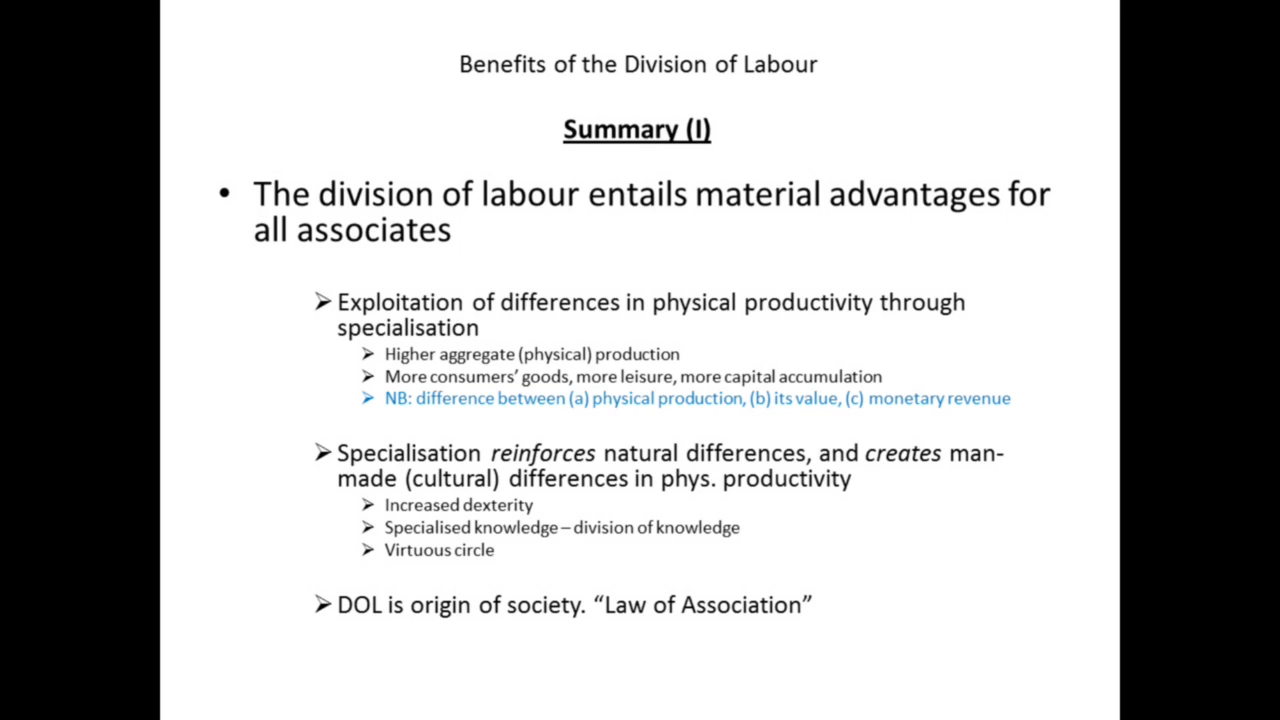 Benefits of the Division of Labour
Summary (I)
• The division of labour entails material advantages for
all associates
➢ Exploitation of differences in physical productivity through
specialisation
➢ Higher aggregate (physical) production
➢ More consumers’ goods, more leisure, more capital accumulation
➢ NB: difference between (a) physical production, (b) its value, (c) monetary revenue
➢ Specialisation reinforces natural differences, and creates man-
made (cultural) differences in phys. productivity
➢ Increased dexterity
➢ Specialised knowledge – division of knowledge
➢ Virtuous circle
➢ DOL is origin of society. “Law of Association”